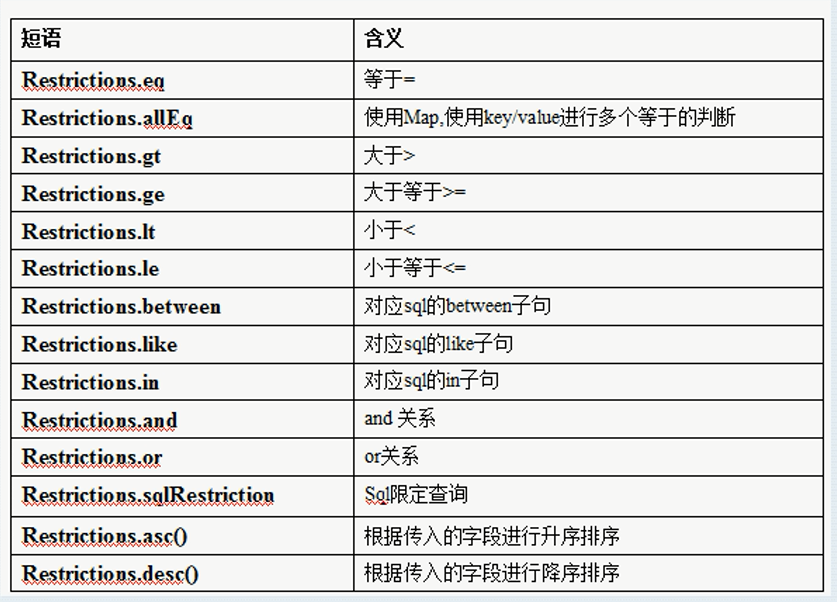 短语 含义
Restrictions.eq 等于=
Restrictions.allEq 使用Map,使用key/value进行多个等于的判断
Restrictions.gt 大于>
Restrictions.ge 大于等于>=
Restrictions.lt 小于<
Restrictions.le 小于等于<=
Restrictions.between 对应sql的between子句
Restrictions.like 对应sql的like子句
Restrictions.in 对应sql的in子句
Restrictions.and and 关系
Restrictions.or or关系
Restrictions.sqlRestriction Sql限定查询
Restrictions.asc() 根据传入的字段进行升序排序
Restrictions.desc() 根据传入的字段进行降序排序